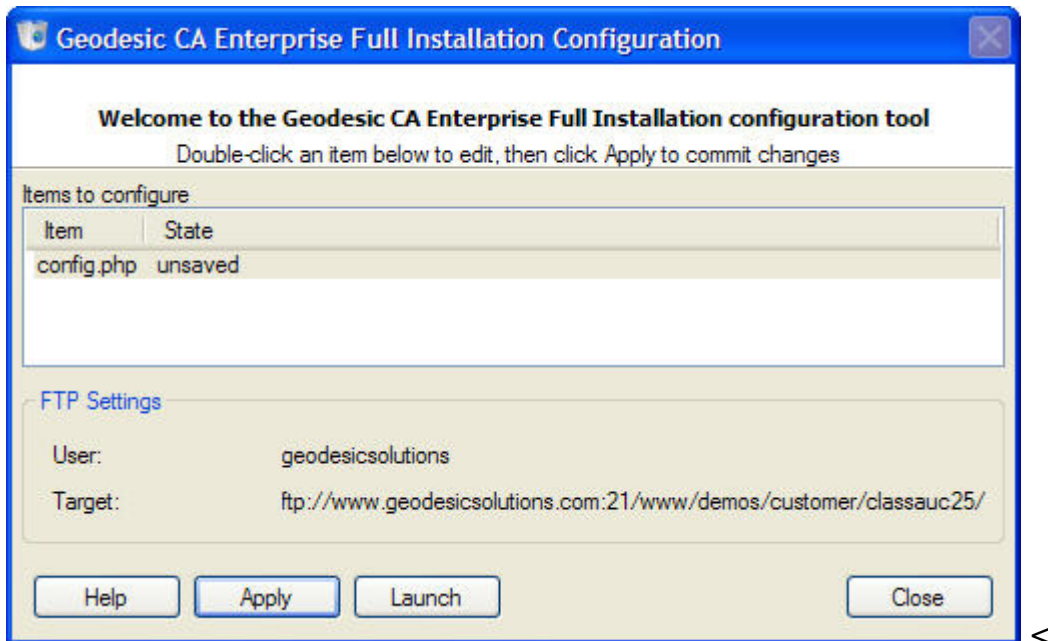 Geodesic CA Enterprise Full Installation Configuration
Welcome to the Geodesic CA Enterprise Full Installation configuration tool
Double-click an item below to edit, then click Apply to commit changes
Items to configure
Item State
config.php unsaved
FTP Settings
User: geodesicsolutions
Target: ftp://www.geodesicsolutions.com:21/www/demos/customer/classauc25/
Help Apply Launch Close
<